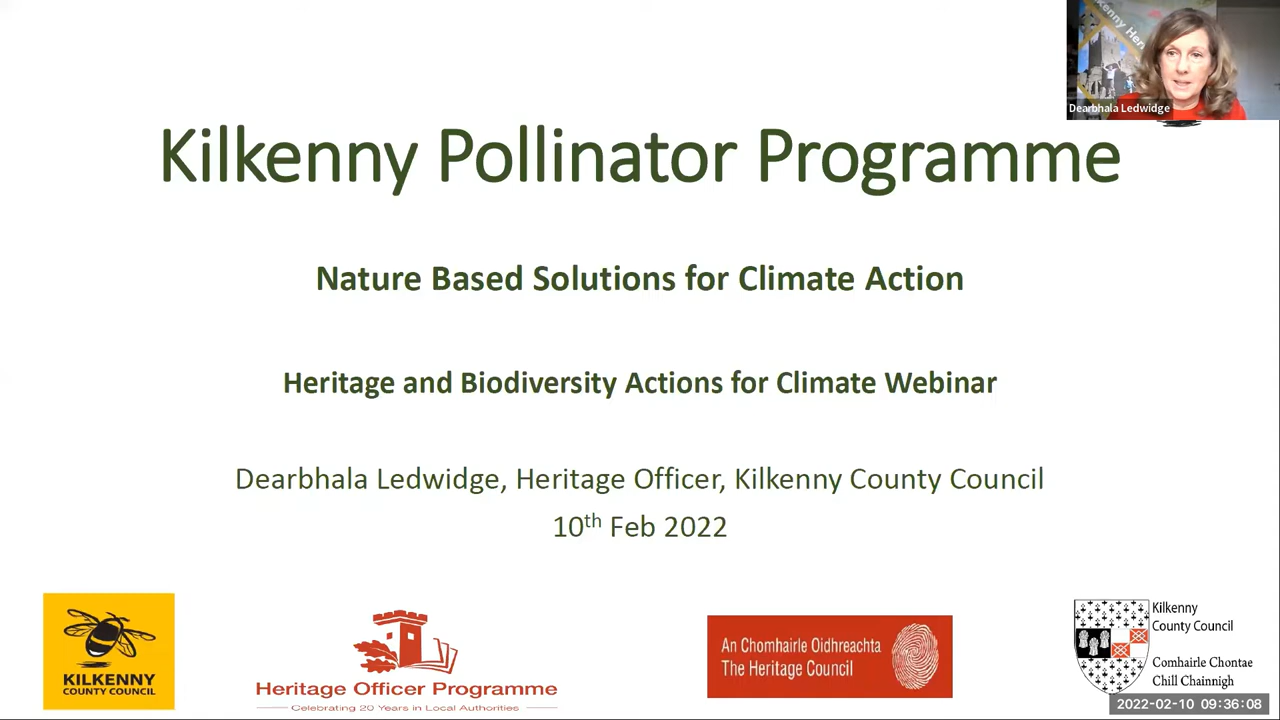 Kilkenny Her
Dearbhala Ledwidge
Kilkenny Pollinator Programme
Nature Based Solutions for Climate Action
Heritage and Biodiversity Actions for Climate Webinar
Dearbhala Ledwidge, Heritage Officer, Kilkenny County Council
10th Feb 2022
KILKENNY
COUNTY COUNCIL
Heritage Officer Programme
Celebrating 20 Years in Local Authorities
An Chomhairle Oidhreachta
The Heritage Council
Kilkenny
County Council
Comhairle Chontae
Chill Chainnigh
2022-02-10 09:36:08